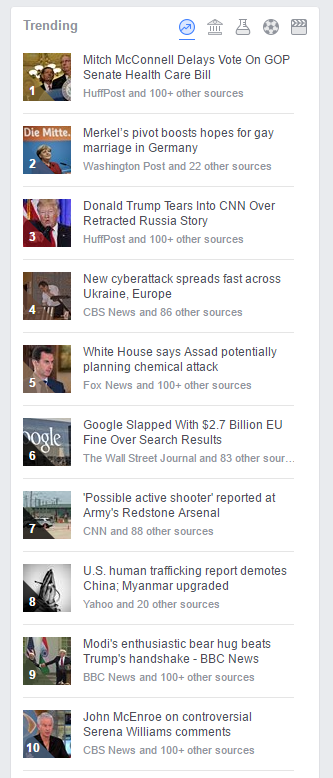 Trending
Mitch McConnell Delays Vote On GOP
Senate Health Care Bill
HuffPost and 100+ other sources
1
Die Mitte.
Merkel's pivot boosts hopes for gay
marriage in Germany
Washington Post and 22 other sources
2
Donald Trump Tears Into CNN Over
Retracted Russia Story
HuffPost and 100+ other sources
3
New cyberattack spreads fast across
Ukraine, Europe
CBS News and 86 other sources
4
White House says Assad potentially
planning chemical attack
Fox News and 100+ other sources
5
Google Slapped With $2.7 Billion EU
Fine Over Search Results
The Wall Street Journal and 83 other sour...
ogle
6
'Possible active shooter' reported at
Army's Redstone Arsenal
CNN and 88 other sources
7
U.S. human trafficking report demotes
China; Myanmar upgraded
Yahoo and 20 other sources
8
Modi's enthusiastic bear hug beats
Trump's handshake - BBC News
BBC News and 100+ other sources
9
John McEnroe on controversial
Serena Williams comments
CBS News and 100+ other sources
10